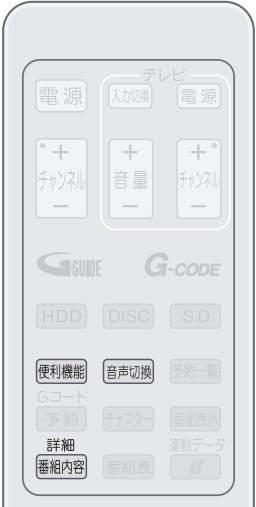 テレビ
電源 入力切換 電源
+ + +
チャンネル 音量 チャンネル
− − −
G-GUIDE G-CODE
HDD DISC SD
便利機能 音声切換 予約一覧
Gコード
予約 チャプター 画面表示
詳細 連動データ
番組内容 番組表 d